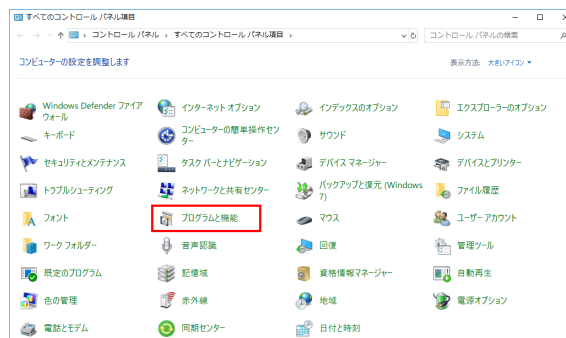 すべてのコントロール パネル項目
コントロール パネル › すべてのコントロール パネル項目 ›
コントロール パネルの検索
コンピューターの設定を調整します
表示方法: 大きいアイコン
Windows Defender ファイア
ウォール
インターネット オプション
インデックスのオプション
エクスプローラーのオプション
キーボード
コンピューターの簡単操作セン
ター
サウンド
システム
セキュリティとメンテナンス
タスク バーとナビゲーション
デバイス マネージャー
デバイスとプリンター
トラブルシューティング
ネットワークと共有センター
バックアップと復元 (Windows
7)
ファイル履歴
フォント
プログラムと機能
マウス
ユーザー アカウント
ワーク フォルダー
音声認識
回復
管理ツール
既定のプログラム
記憶域
資格情報マネージャー
自動再生
色の管理
赤外線
地域
電源オプション
電話とモデム
同期センター
日付と時刻